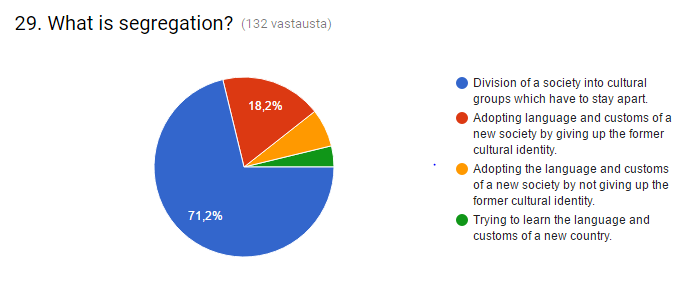 29. What is segregation? (132 vastausta)
18,2%
71,2%
Division of a society into cultural
groups which have to stay apart.
Adopting language and customs of a
new society by giving up the former
cultural identity.
Adopting the language and customs
of a new society by not giving up the
former cultural identity.
Trying to learn the language and
customs of a new country.